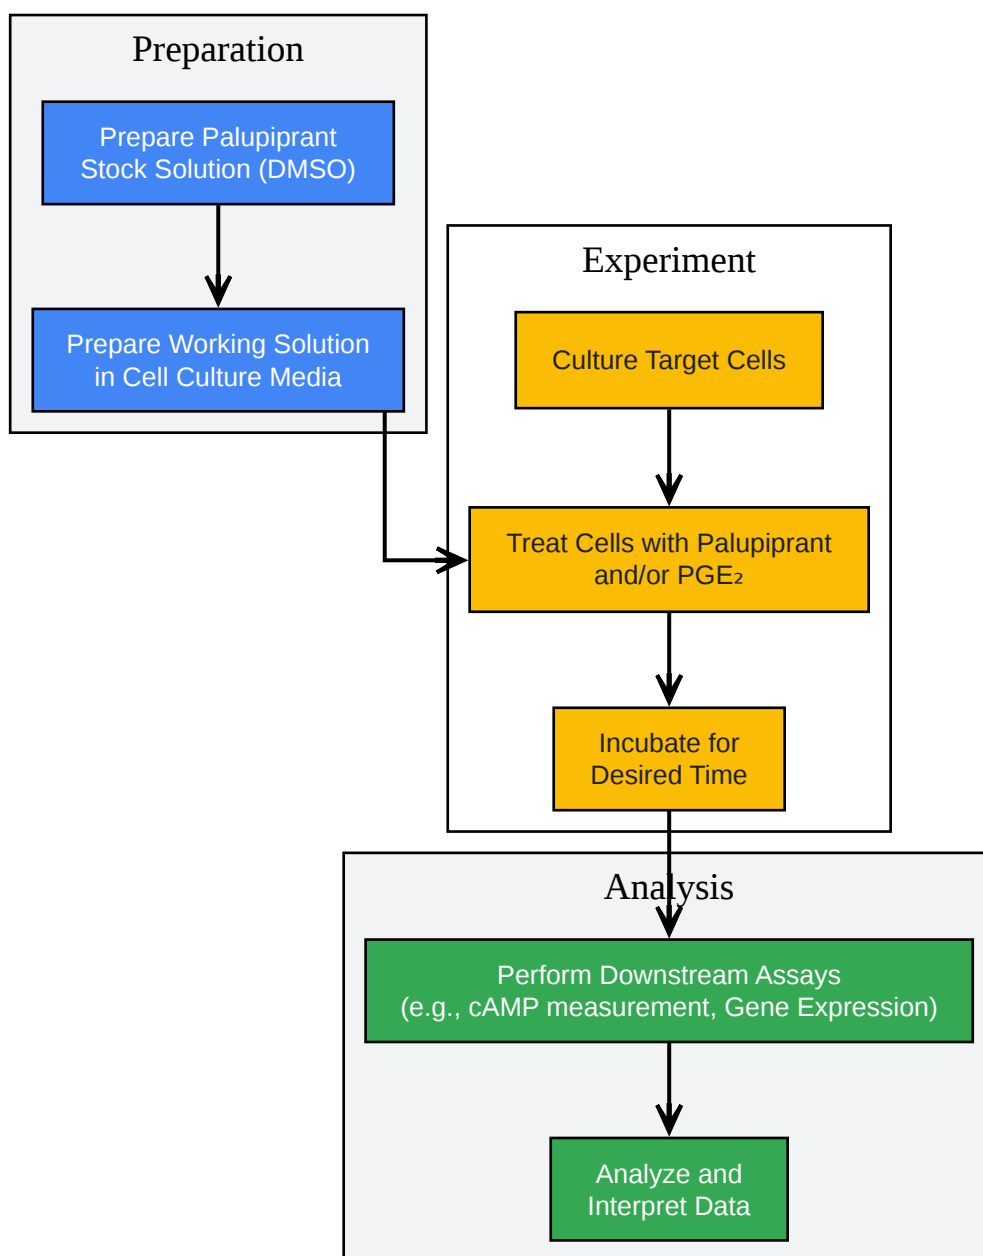 Preparation
Prepare Palupiprant
Stock Solution (DMSO)
Prepare Working Solution
in Cell Culture Media
Experiment
Culture Target Cells
Treat Cells with Palupiprant
and/or PGE₂
Incubate for
Desired Time
Analysis
Perform Downstream Assays
(e.g., cAMP measurement, Gene Expression)
Analyze and
Interpret Data